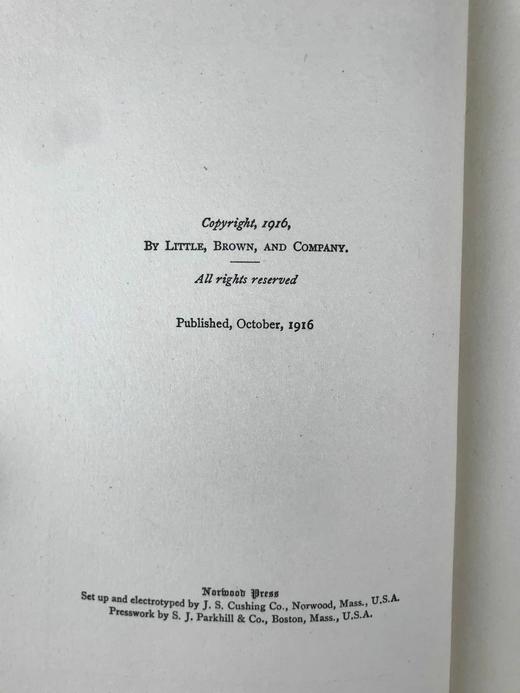 Copyright, 1916,
By Little, Brown, and Company.
All rights reserved
Published, October, 1916
Norwood Press
Set up and electrotyped by J. S. Cushing Co., Norwood, Mass., U.S.A.
Presswork by S. J. Parkhill & Co., Boston, Mass., U.S.A.